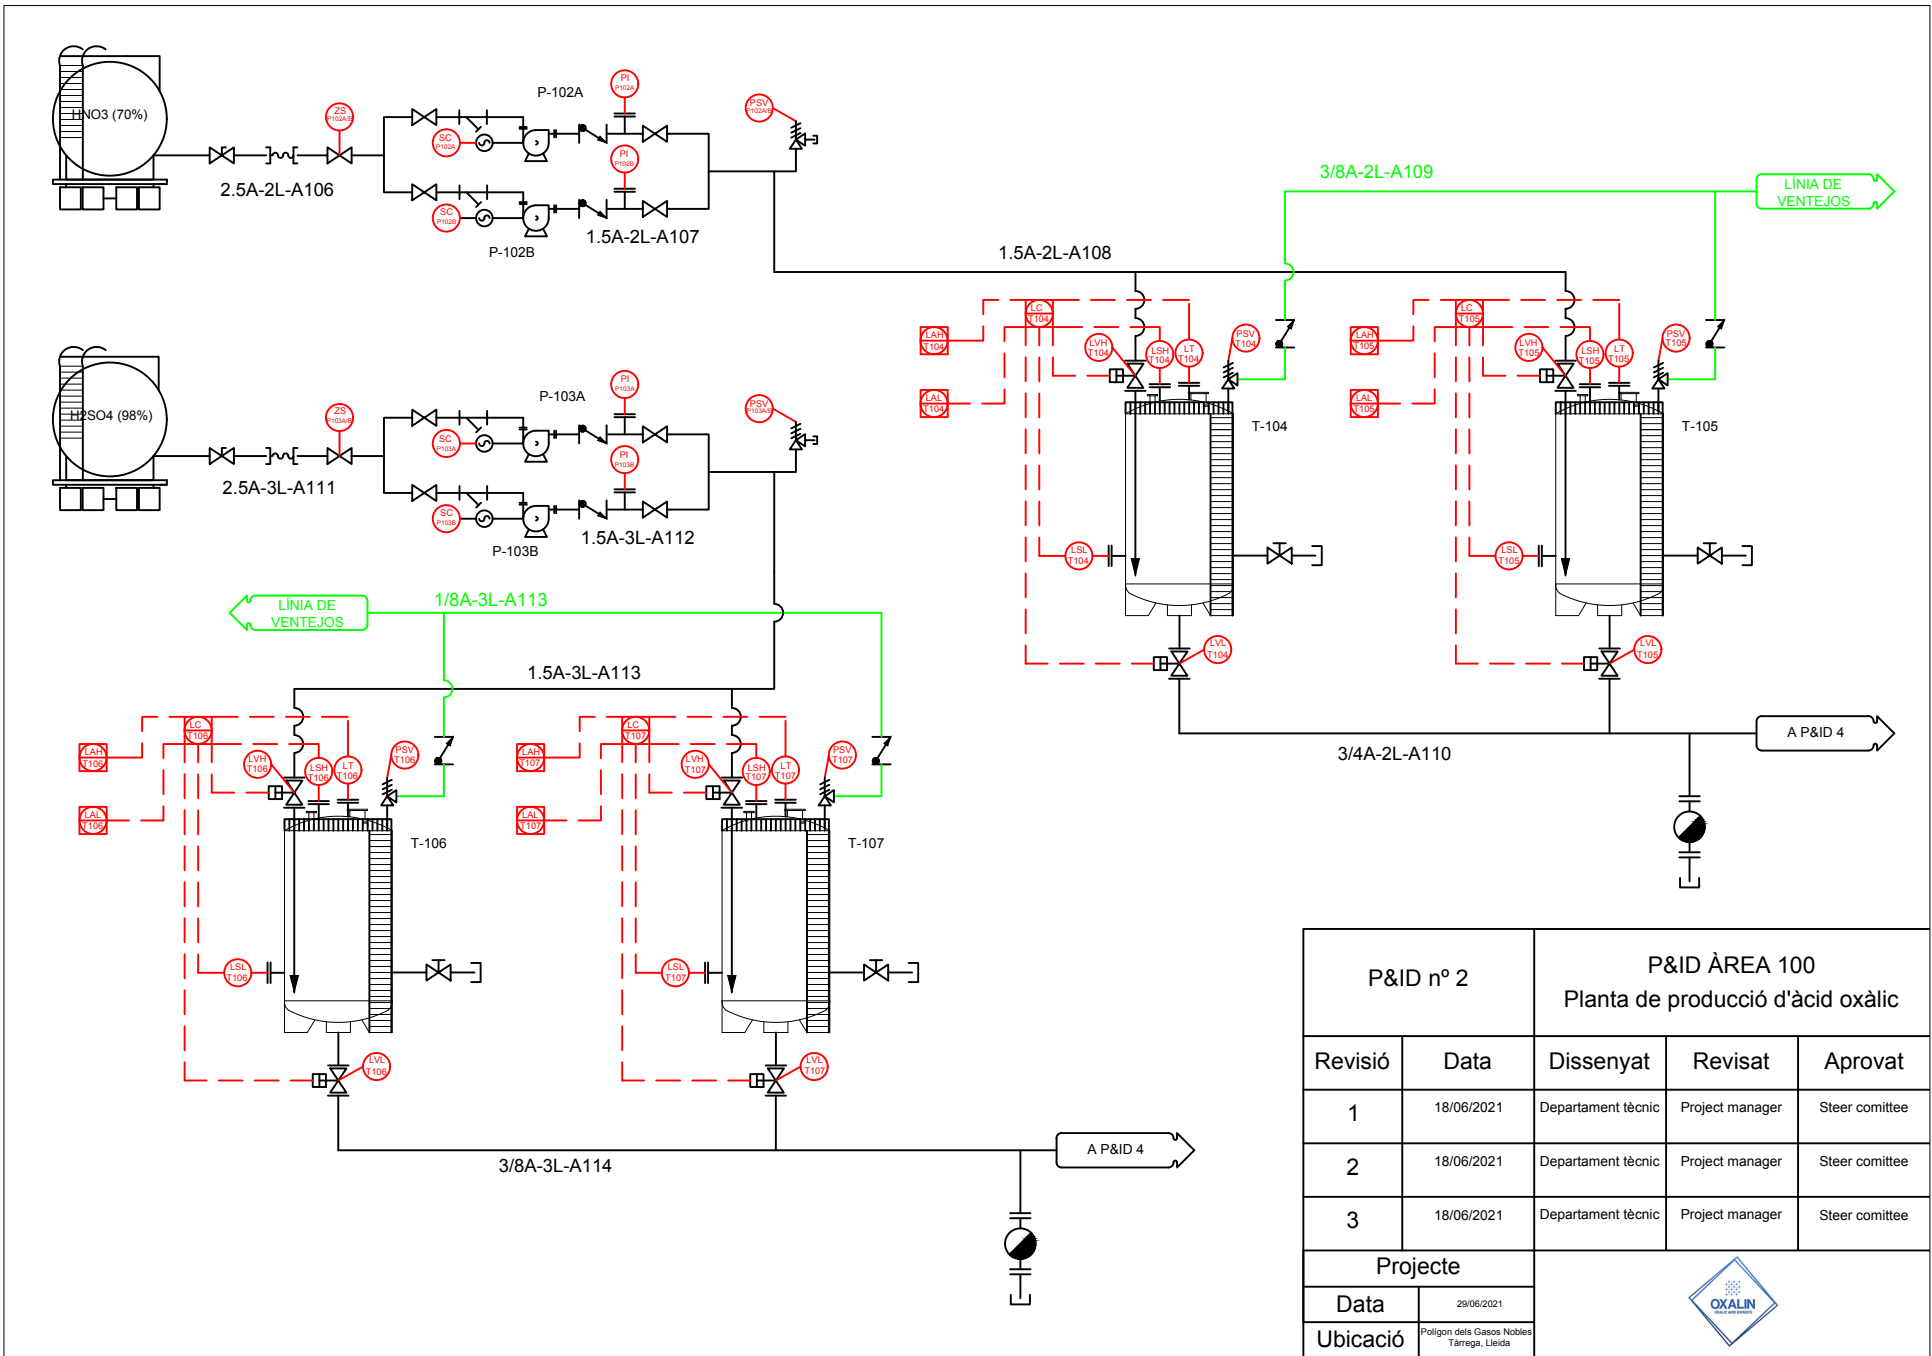 HNO3 (70%)
ZS
P102A/B
2.5A-2L-A106
P-102A
PI
P102A
SC
P102A
PI
P102B
SC
P102B
P-102B
1.5A-2L-A107
PSV
P102A/B
1.5A-2L-A108
3/8A-2L-A109
LÍNIA DE
VENTEJOS
H2SO4 (98%)
ZS
P103A/B
2.5A-3L-A111
P-103A
PI
P103A
SC
P103A
PI
P103B
SC
P103B
P-103B
1.5A-3L-A112
PSV
P103A/B
LAH
T104
LAL
T104
LC
T104
LVH
T104
LSH
T104
LT
T104
PSV
T104
T-104
LSL
T104
LVL
T104
LAH
T105
LAL
T105
LC
T105
LVH
T105
LSH
T105
LT
T105
PSV
T105
T-105
LSL
T105
LVL
T105
3/4A-2L-A110
A P&ID 4
LÍNIA DE
VENTEJOS
1/8A-3L-A113
1.5A-3L-A113
LAH
T106
LAL
T106
LC
T106
LVH
T106
LSH
T106
LT
T106
PSV
T106
T-106
LSL
T106
LVL
T106
LAH
T107
LAL
T107
LC
T107
LVH
T107
LSH
T107
LT
T107
PSV
T107
T-107
LSL
T107
LVL
T107
3/8A-3L-A114
A P&ID 4
P&ID nº 2
P&ID ÀREA 100
Planta de producció d'àcid oxàlic
Revisió Data Dissenyat Revisat Aprovat
1 18/06/2021 Departament tècnic Project manager Steer comittee
2 18/06/2021 Departament tècnic Project manager Steer comittee
3 18/06/2021 Departament tècnic Project manager Steer comittee
Projecte
Data 29/06/2021
Ubicació Polígon dels Gasos Nobles
Tàrrega, Lleida
OXALIN